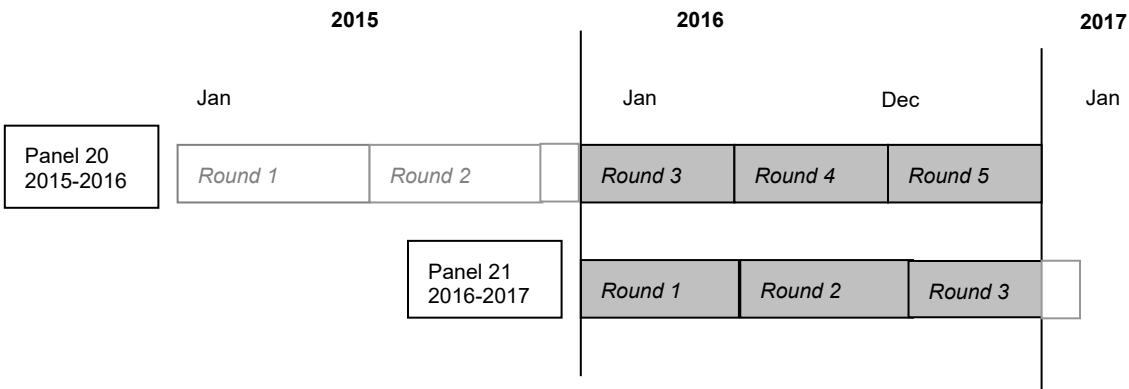 2015 2016 2017
Jan Jan Dec Jan
Panel 20
2015-2016
Round 1 Round 2 Round 3 Round 4 Round 5
Panel 21
2016-2017
Round 1 Round 2 Round 3